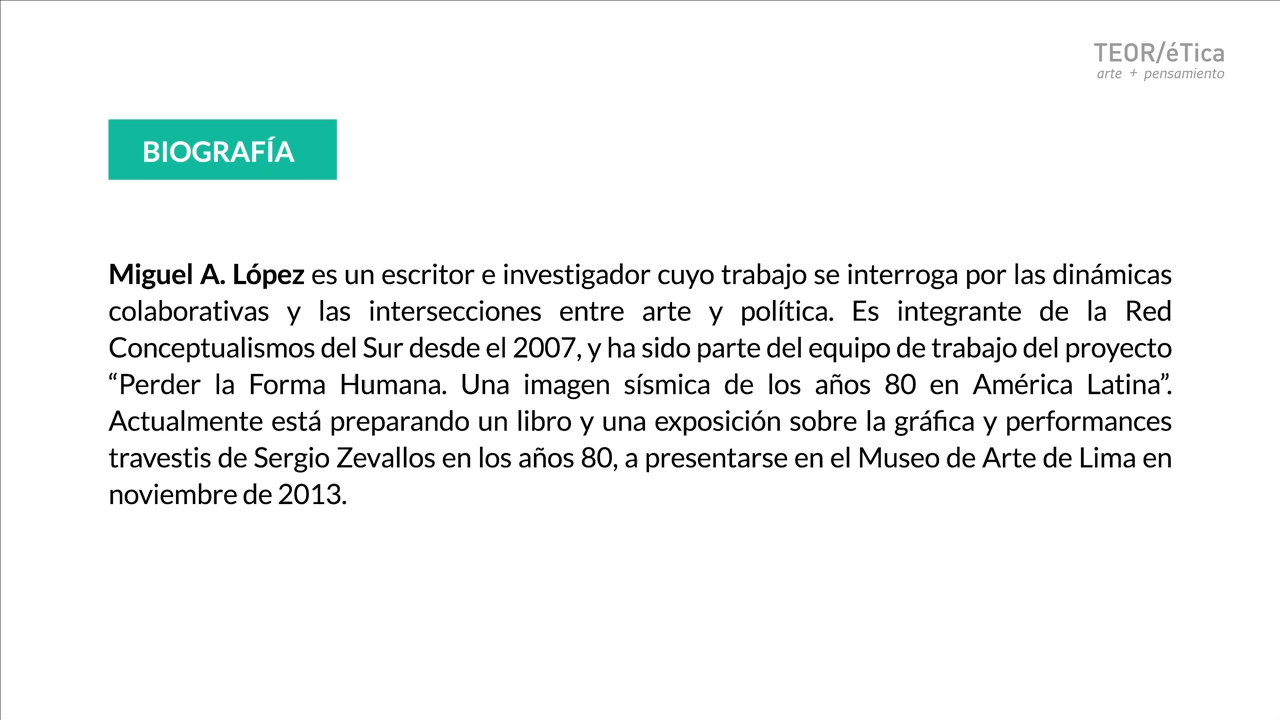 TEOR/éTica
arte + pensamiento
BIOGRAFÍA
Miguel A. López es un escritor e investigador cuyo trabajo se interroga por las dinámicas
colaborativas y las intersecciones entre arte y política. Es integrante de la Red
Conceptualismos del Sur desde el 2007, y ha sido parte del equipo de trabajo del proyecto
“Perder la Forma Humana. Una imagen sísmica de los años 80 en América Latina”.
Actualmente está preparando un libro y una exposición sobre la gráfica y performances
travestis de Sergio Zevallos en los años 80, a presentarse en el Museo de Arte de Lima en
noviembre de 2013.